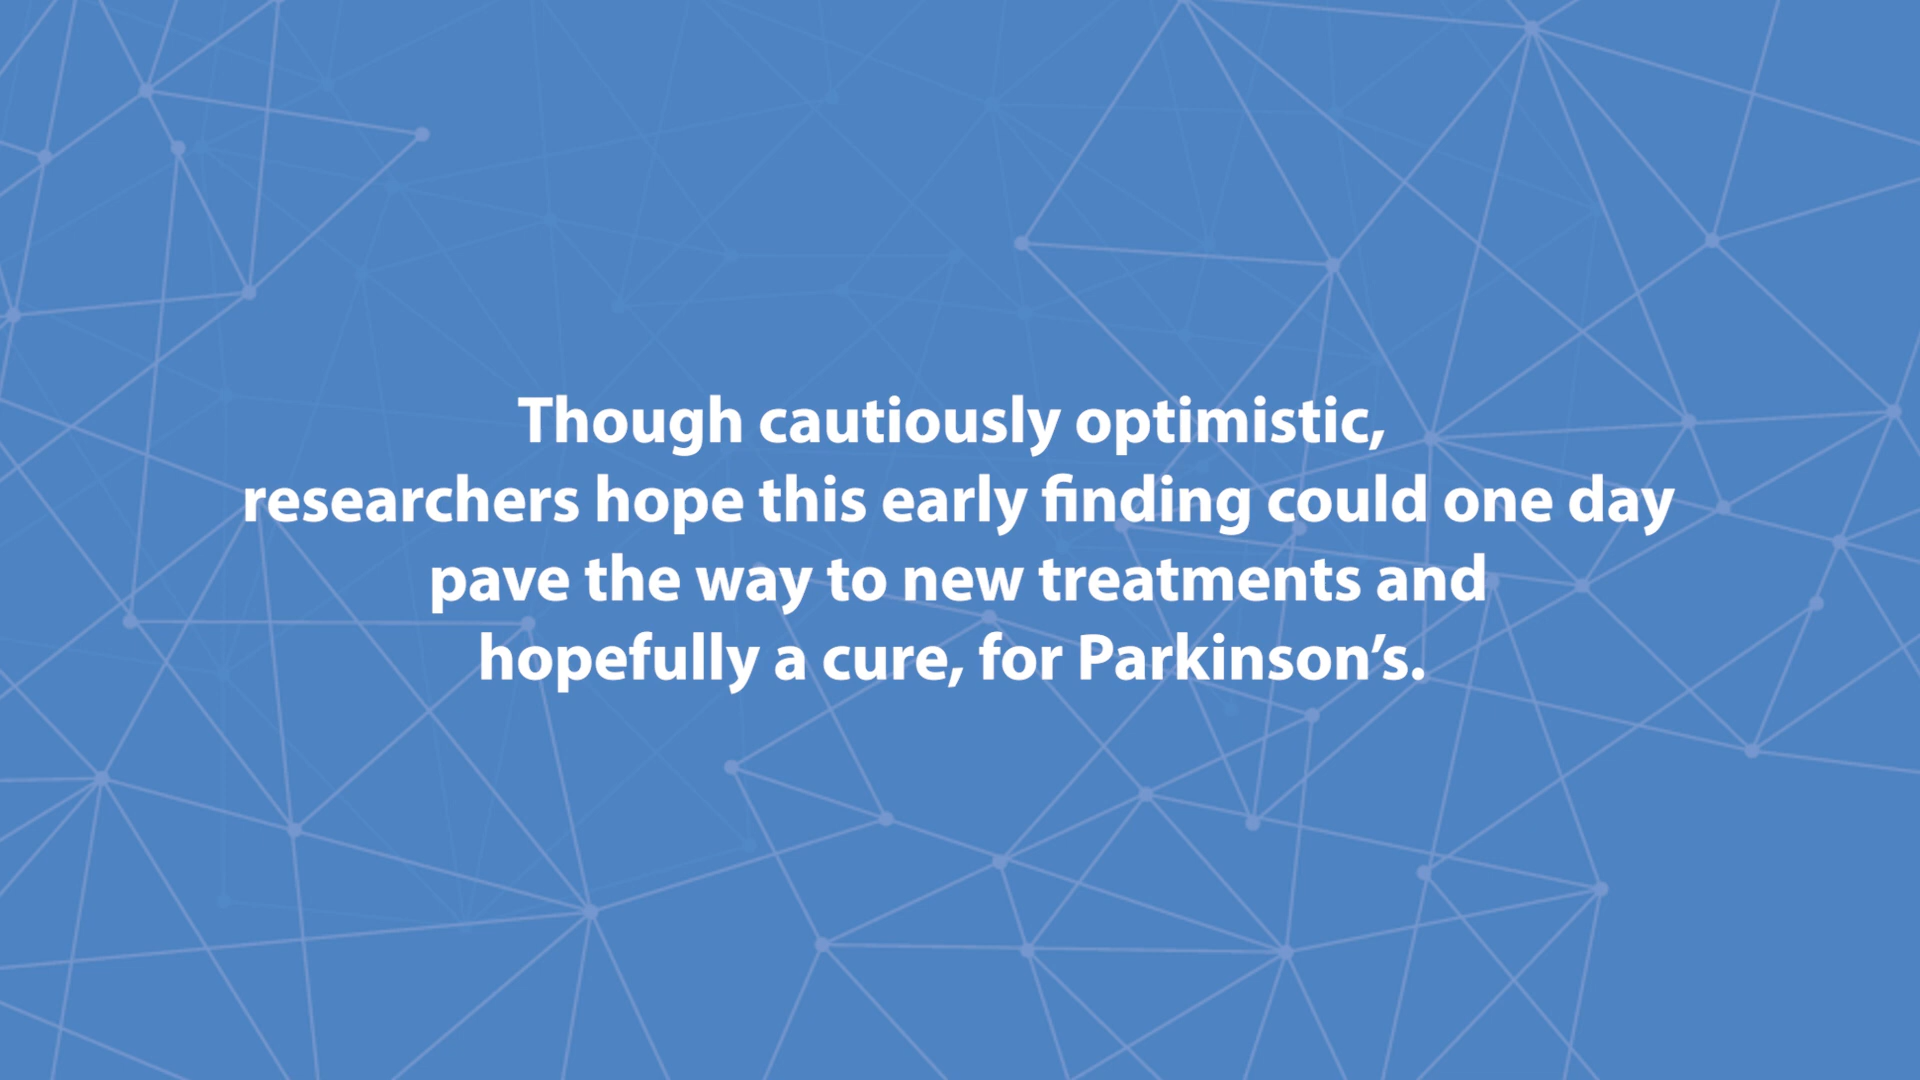 Though cautiously optimistic,
researchers hope this early finding could one day
pave the way to new treatments and
hopefully a cure, for Parkinson’s.